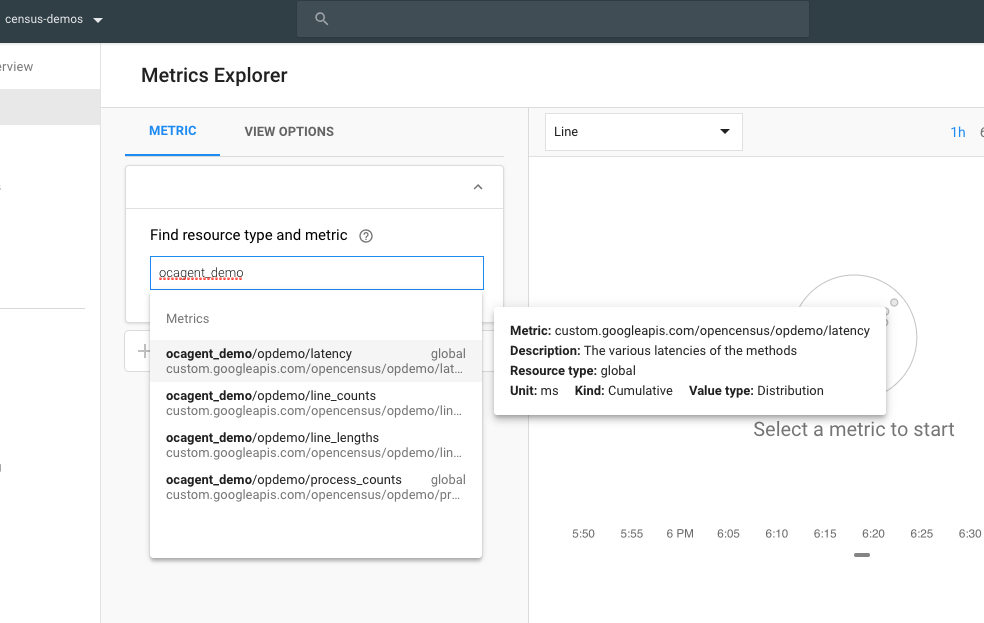 census-demos
erview
Metrics Explorer
METRIC
VIEW OPTIONS
Line
1h
Find resource type and metric
ocagent_demo
Metrics
ocagent_demo/opdemo/latency global
custom.googleapis.com/opencensus/opdemo/lat...
ocagent_demo/opdemo/line_counts
custom.googleapis.com/opencensus/opdemo/lin...
ocagent_demo/opdemo/line_lengths
custom.googleapis.com/opencensus/opdemo/lin...
ocagent_demo/opdemo/process_counts global
custom.googleapis.com/opencensus/opdemo/pr...
Metric: custom.googleapis.com/opencensus/opdemo/latency
Description: The various latencies of the methods
Resource type: global
Unit: ms Kind: Cumulative Value type: Distribution
Select a metric to start
5:50 5:55 6 PM 6:05 6:10 6:15 6:20 6:25 6:30